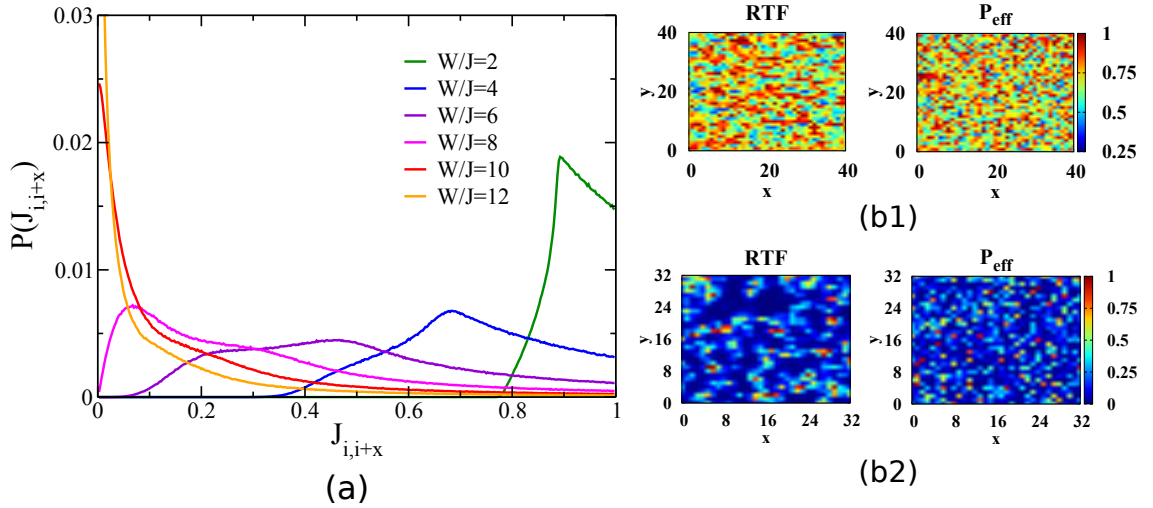 0.03
0.02
0.01
0
P(J_{i,i+x})
W/J=2
W/J=4
W/J=6
W/J=8
W/J=10
W/J=12
0 0.2 0.4 0.6 0.8 1
J_{i,i+x}
(a)
RTF
P_{eff}
40
20
0
y
0 20 40
x
40
20
0
y
0 20 40
x
1
0.75
0.5
0.25
(b1)
RTF
P_{eff}
32
24
16
8
0
y
0 8 16 24 32
x
32
24
16
8
0
y
0 8 16 24 32
x
1
0.75
0.5
0.25
0
(b2)